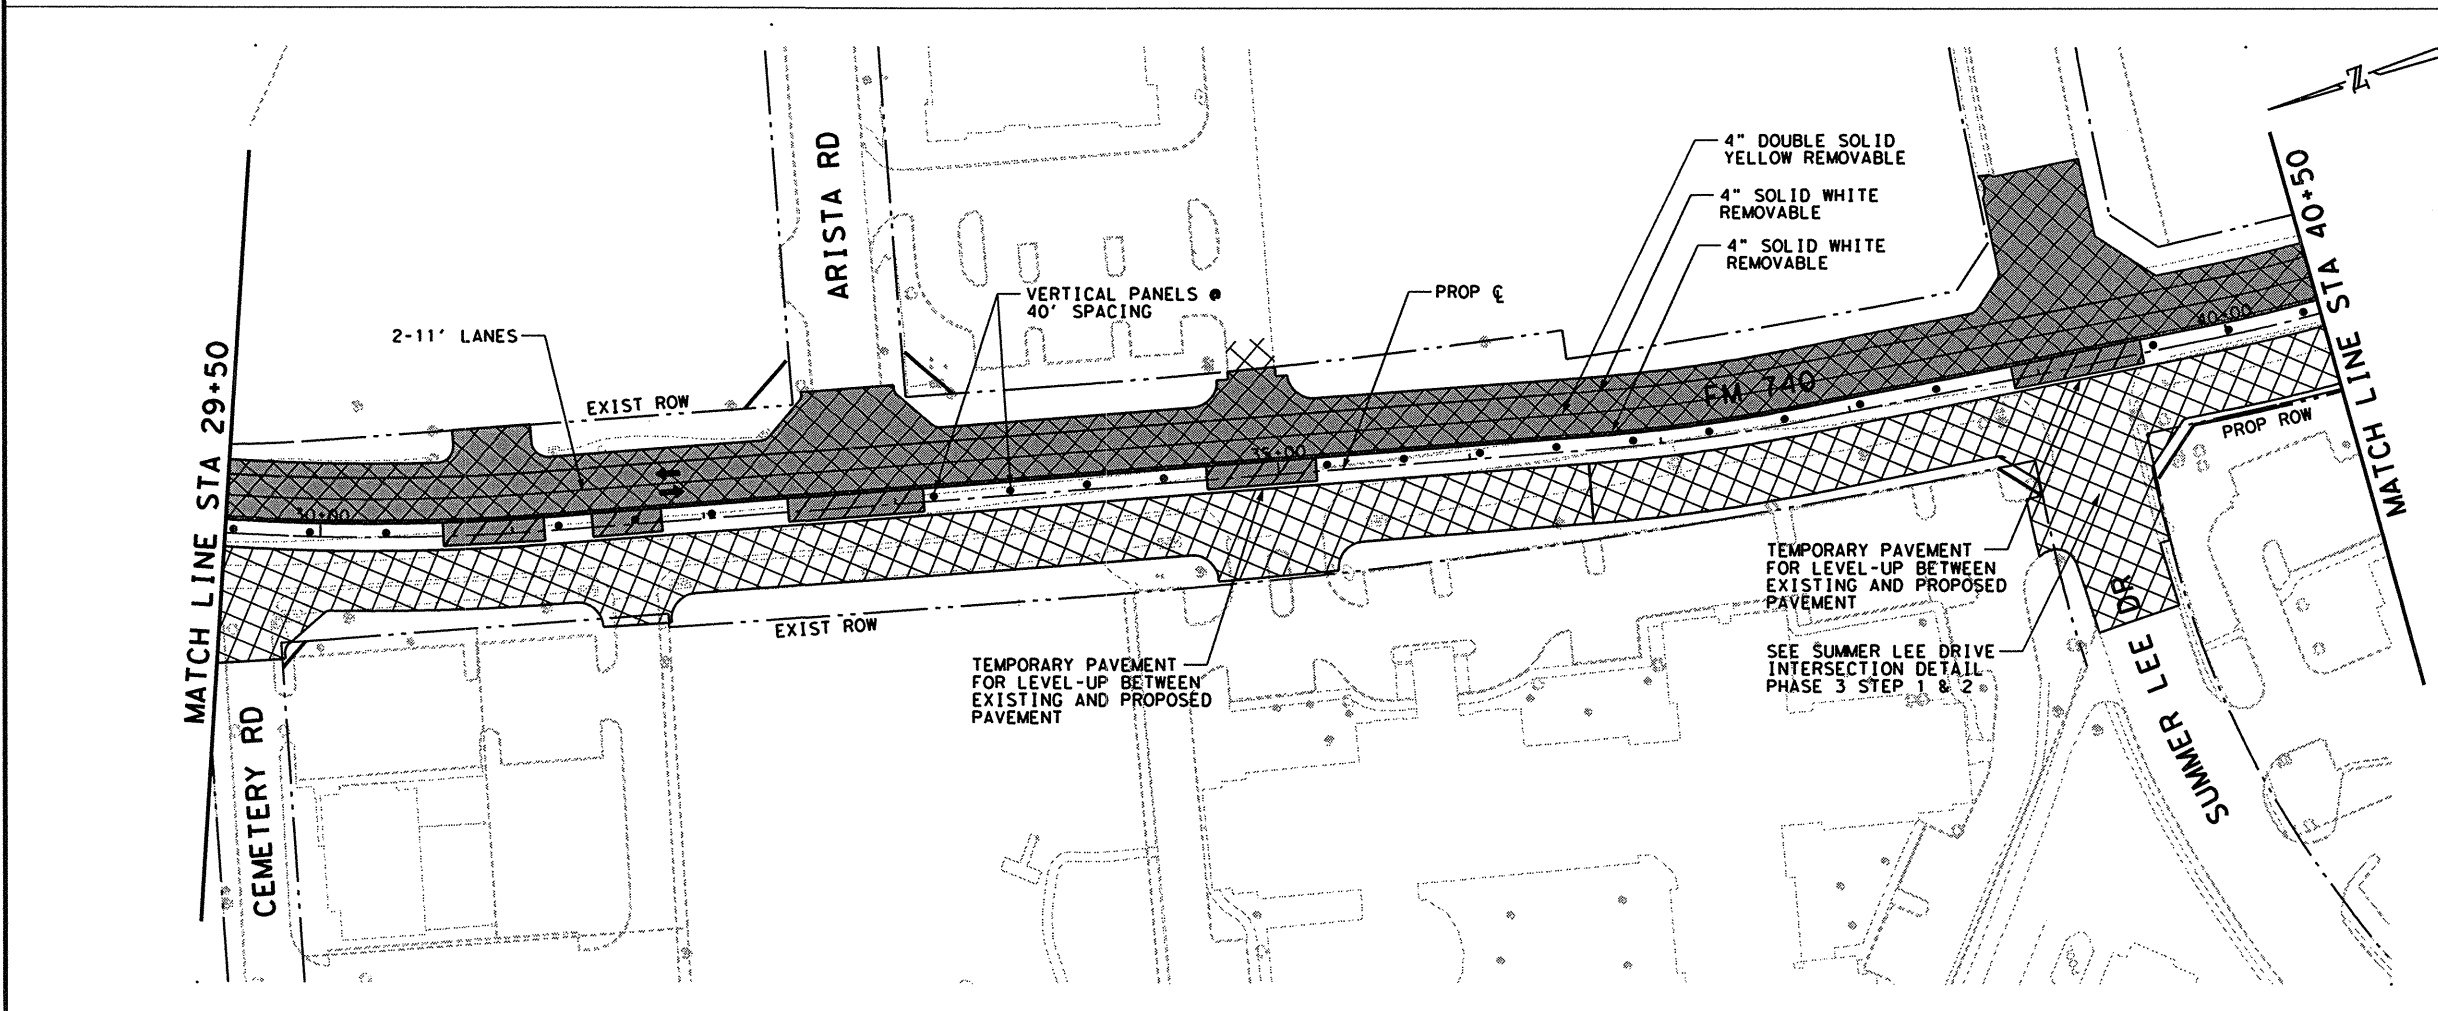 N
4" DOUBLE SOLID
YELLOW REMOVABLE
4" SOLID WHITE
REMOVABLE
4" SOLID WHITE
REMOVABLE
ARISTA RD
MATCH LINE STA 40+50
VERTICAL PANELS @
40' SPACING
PROP ℄
2-11' LANES
EXIST ROW
40+00
FM 740
MATCH LINE STA 29+50
PROP ROW
35+00
30+00
TEMPORARY PAVEMENT
FOR LEVEL-UP BETWEEN
EXISTING AND PROPOSED
PAVEMENT
EXIST ROW
SEE SUMMER LEE DRIVE
INTERSECTION DETAIL
PHASE 3 STEP 1 & 2
TEMPORARY PAVEMENT
FOR LEVEL-UP BETWEEN
EXISTING AND PROPOSED
PAVEMENT
CEMETERY RD
SUMMER LEE DR